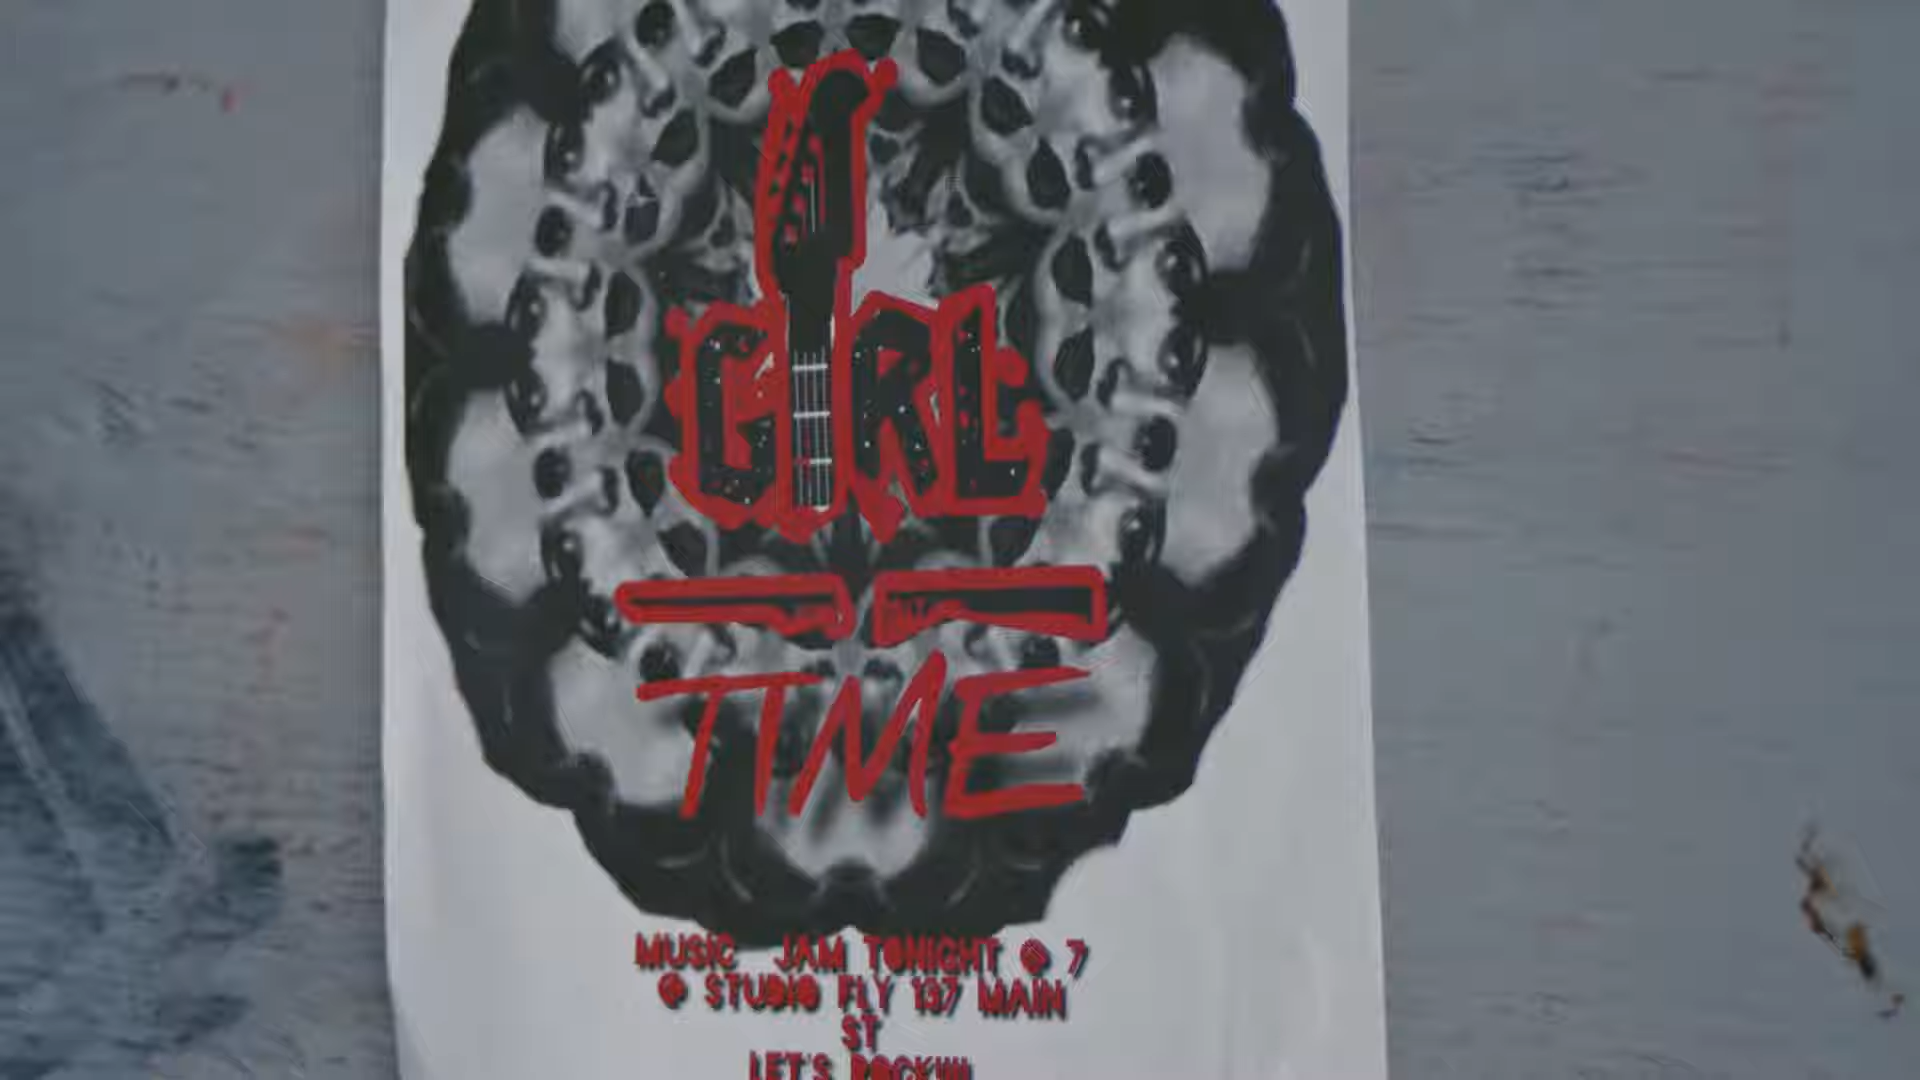 GIRL
TIME
MUSIC JAM TONIGHT @ 7
@ STUDIO FLY 137 MAIN
ST
LET'S ROCK!!!!